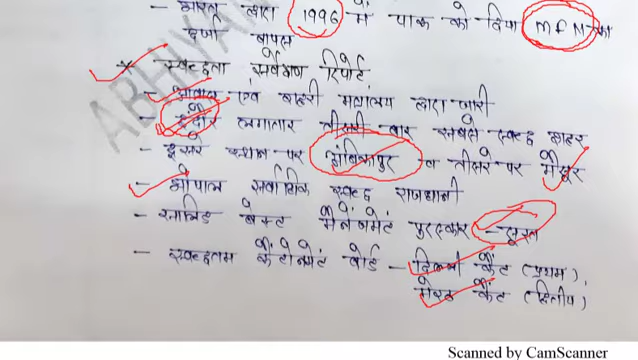 - भारत द्वारा 1996 में पाक को दिया MFN का
दर्जा वापस
* स्वच्छता सर्वेक्षण रिपोर्ट
- आवास एवं शहरी मंत्रालय द्वारा जारी
- इंदौर लगातार तीसरी बार सबसे स्वच्छ शहर
- दूसरे स्थान पर अंबिकापुर व तीसरे पर मैसूर
- भोपाल सर्वाधिक स्वच्छ राजधानी
- सालिड वेस्ट मैनेजमेंट पुरस्कार - सूरत
- स्वच्छतम कैंटोनमेंट बोर्ड - दिल्ली कैंट (प्रथम),
मेरठ कैंट (द्वितीय)
ABHIYAN
Scanned by CamScanner